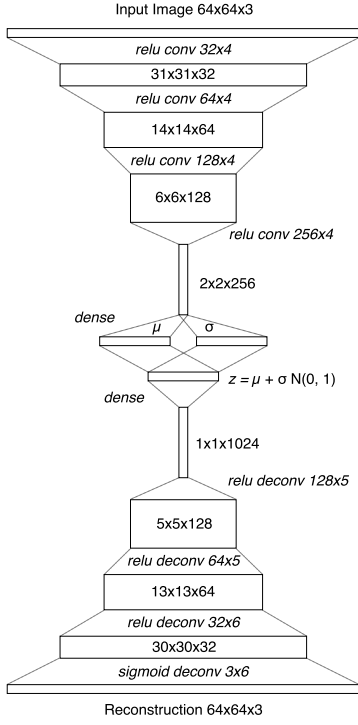 Input Image 64x64x3
relu conv 32x4
31x31x32
relu conv 64x4
14x14x64
relu conv 128x4
6x6x128
relu conv 256x4
2x2x256
dense
μ σ
z = μ + σ N(0, 1)
dense
1x1x1024
relu deconv 128x5
5x5x128
relu deconv 64x5
13x13x64
relu deconv 32x6
30x30x32
sigmoid deconv 3x6
Reconstruction 64x64x3